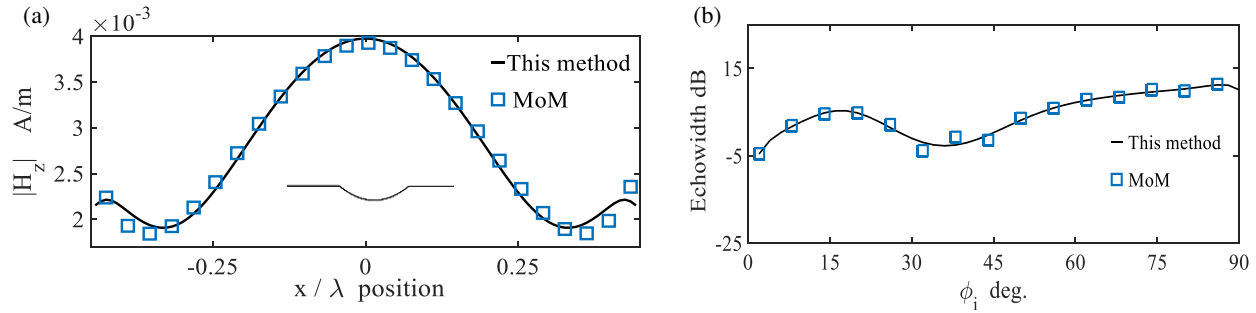 (a)
×10⁻³
4
3.5
3
2.5
2
|H_z| A/m
This method
MoM
-0.25 0 0.25
x / λ position
(b)
15
-5
-25
Echowidth dB
This method
MoM
0 15 30 45 60 75 90
ϕ_i deg.